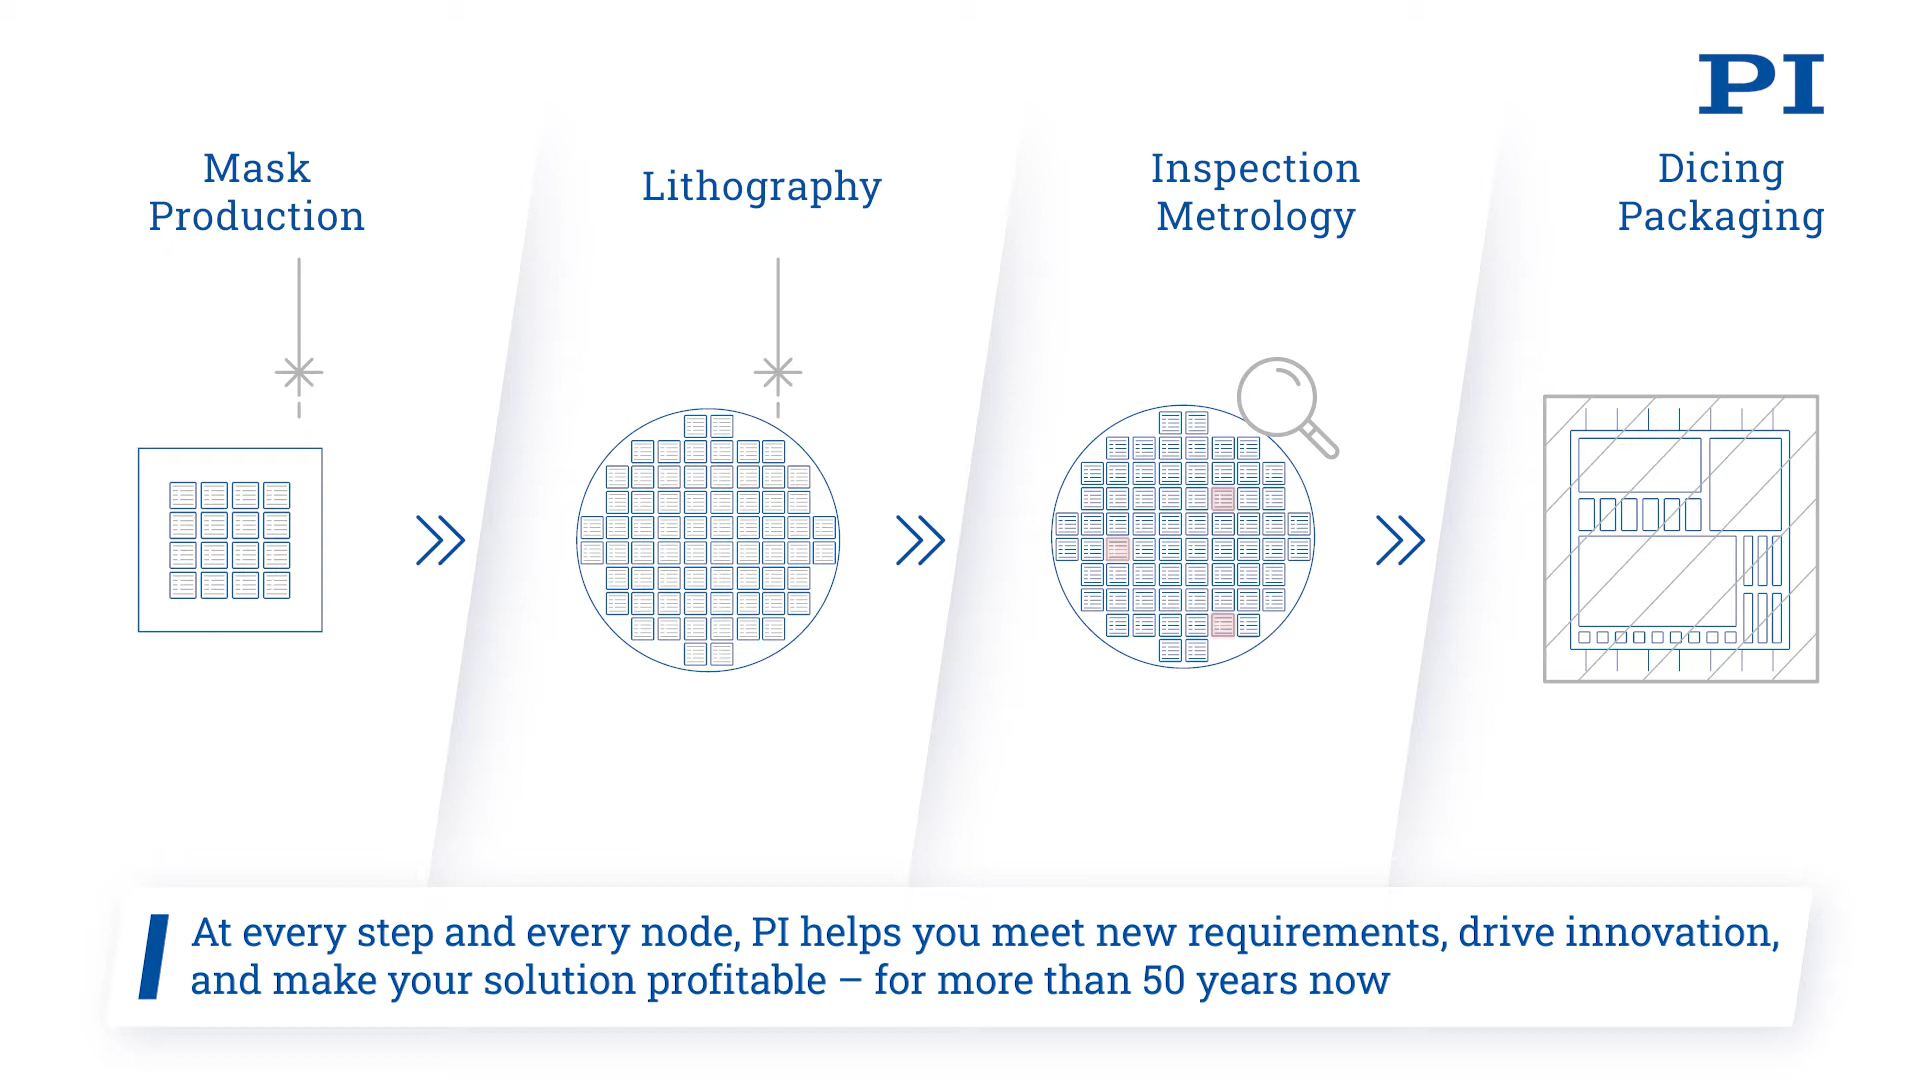 PI
Mask
Production
Lithography
Inspection
Metrology
Dicing
Packaging
At every step and every node, PI helps you meet new requirements, drive innovation,
and make your solution profitable – for more than 50 years now